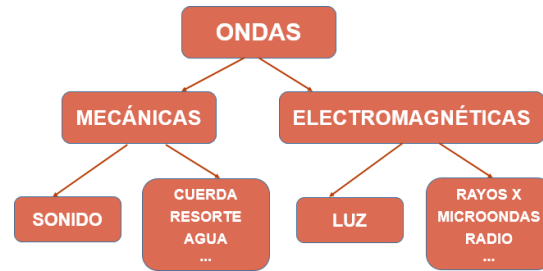 ONDAS
MECÁNICAS
ELECTROMAGNÉTICAS
SONIDO
CUERDA
RESORTE
AGUA
...
LUZ
RAYOS X
MICROONDAS
RADIO
...